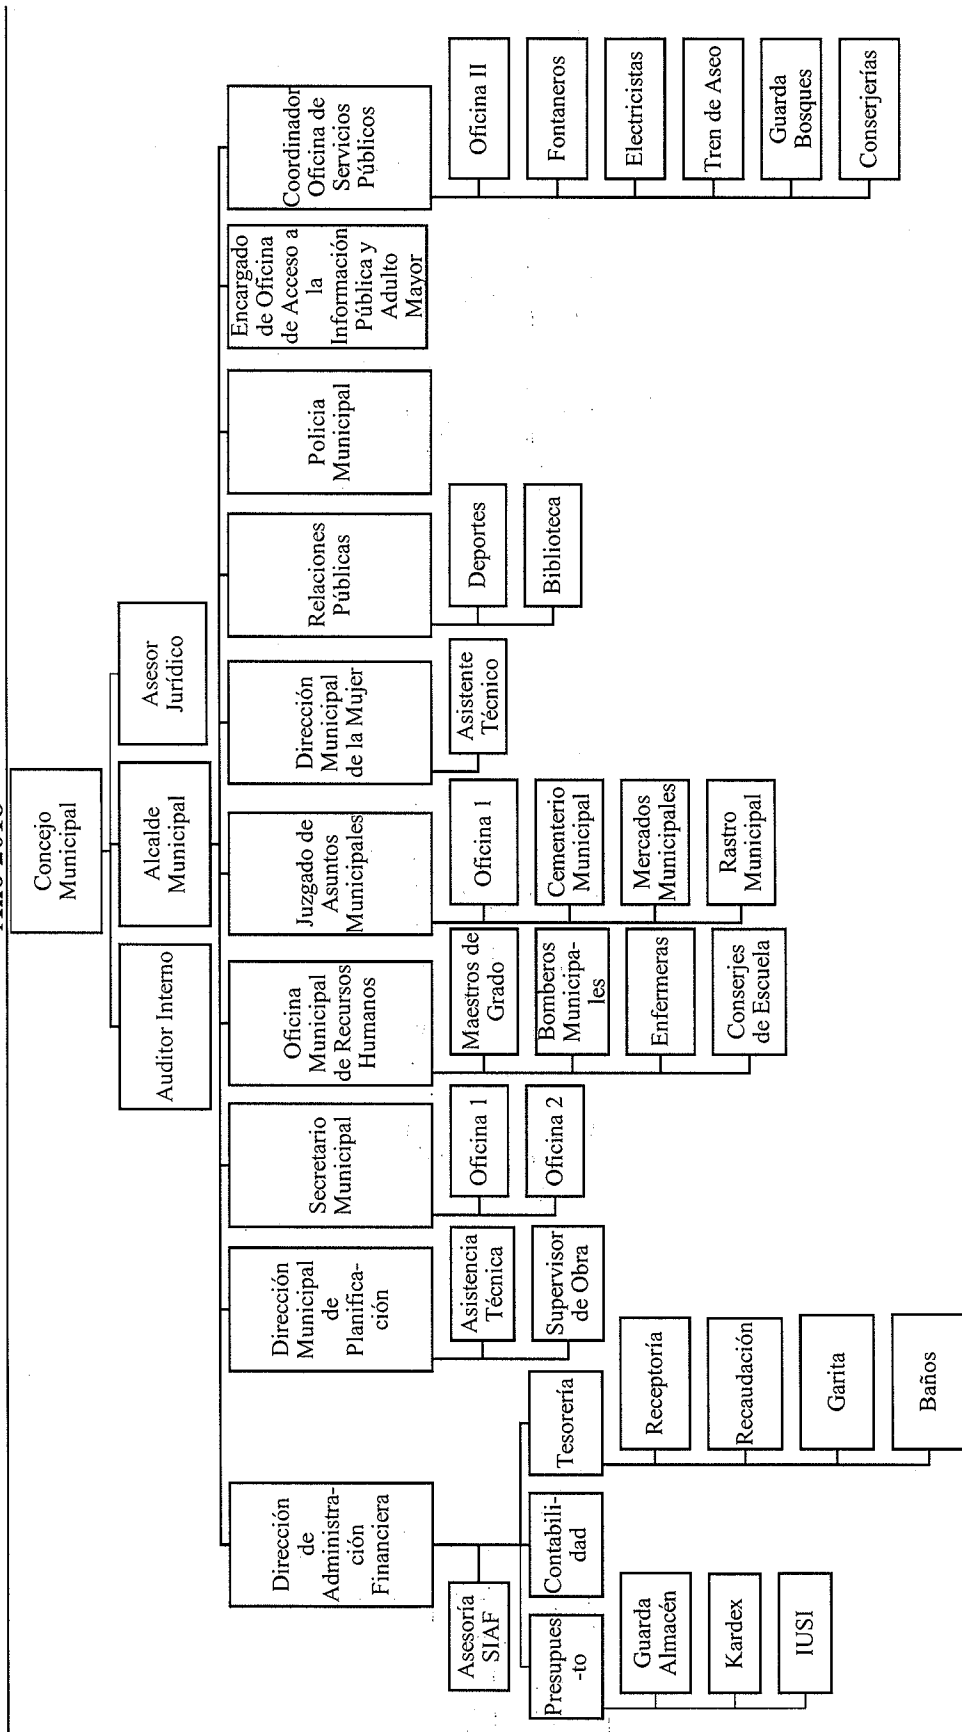 Concejo
Municipal
Auditor Interno
Alcalde
Municipal
Asesor
Jurídico
Dirección
de
Administra-
ción
Financiera
Dirección
Municipal
de
Planifica-
ción
Secretario
Municipal
Oficina
Municipal
de Recursos
Humanos
Juzgado de
Asuntos
Municipales
Dirección
Municipal
de la Mujer
Relaciones
Públicas
Policia
Municipal
Encargado
de Oficina
de Acceso a
la
Información
Pública y
Adulto
Mayor
Coordinador
Oficina de
Servicios
Públicos
Asesoría
SIAF
Presupues
-to
Contabili-
dad
Tesorería
Guarda
Almacén
Kardex
IUSI
Receptoría
Recaudación
Garita
Baños
Asistencia
Técnica
Supervisor
de Obra
Oficina 1
Oficina 2
Maestros de
Grado
Bomberos
Municipa-
les
Enfermeras
Conserjes
de Escuela
Oficina 1
Cementerio
Municipal
Mercados
Municipales
Rastro
Municipal
Asistente
Técnico
Deportes
Biblioteca
Oficina II
Fontaneros
Electricistas
Tren de Aseo
Guarda
Bosques
Conserjerías